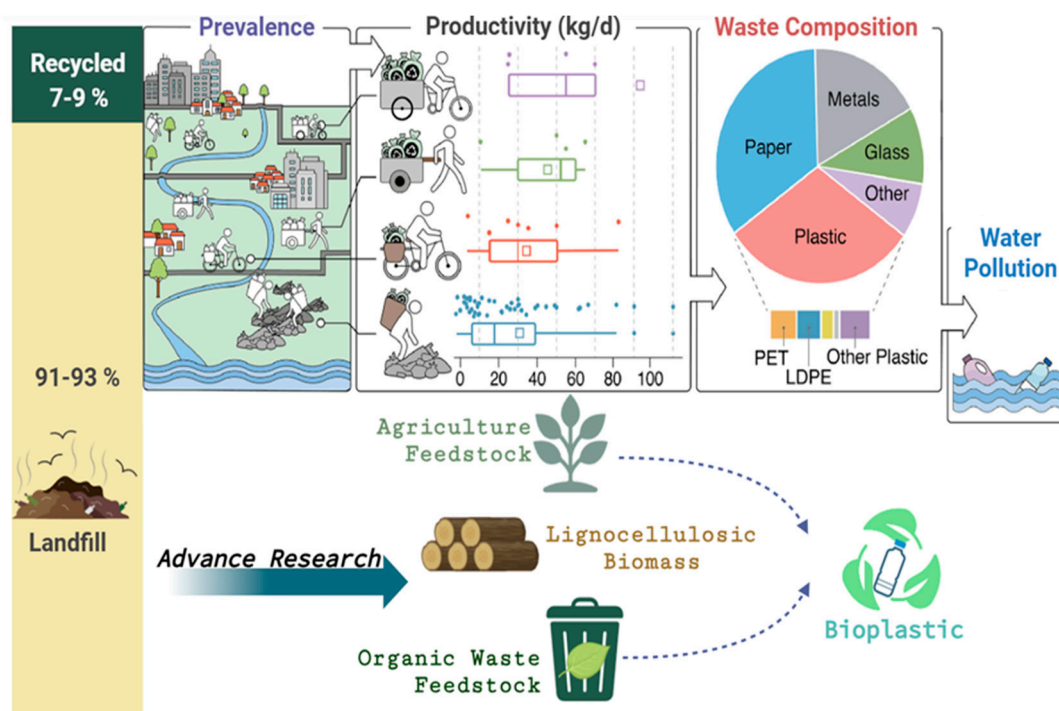 Prevalence
Productivity (kg/d)
Waste Composition
Recycled
7-9 %
Metals
Paper
Glass
Other
Plastic
Water
Pollution
PET
LDPE
Other Plastic
0 20 40 60 80 100
91-93 %
Landfill
Agriculture
Feedstock
Advance Research
Lignocellulosic
Biomass
Bioplastic
Organic Waste
Feedstock